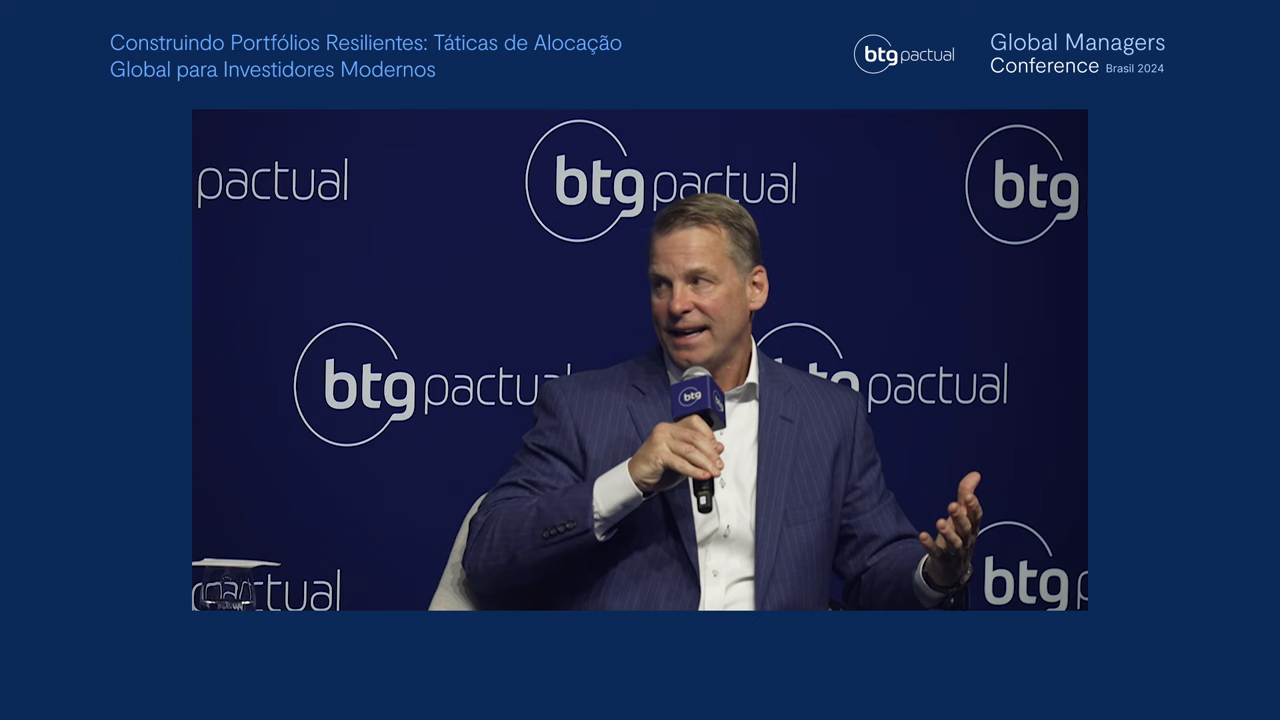 Construindo Portfólios Resilientes: Táticas de Alocação
Global para Investidores Modernos
btg pactual
Global Managers
Conference Brasil 2024
pactual
btg pactual
btg
btg pactual
btg pactual
btg
btg
pactual